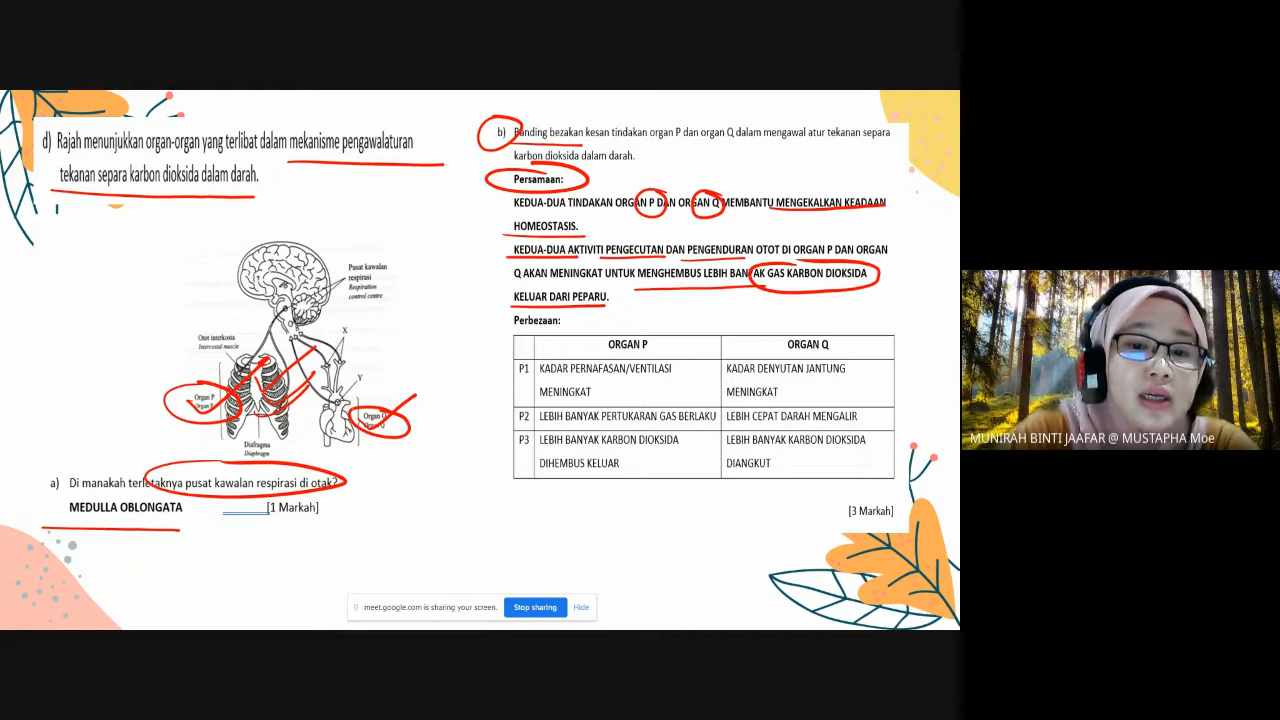 d) Rajah menunjukkan organ-organ yang terlibat dalam mekanisme pengawalaturan
tekanan separa karbon dioksida dalam darah.
Pusat kawalan
respirasi
Respiration
control centre
Otot interkosta
Intercostal muscle
X
Y
Organ P
Organ P
Organ Q
Organ Q
Diafragma
Diaphragm
a) Di manakah terletaknya pusat kawalan respirasi di otak?
MEDULLA OBLONGATA [1 Markah]
b) Banding bezakan kesan tindakan organ P dan organ Q dalam mengawal atur tekanan separa
karbon dioksida dalam darah.
Persamaan:
KEDUA-DUA TINDAKAN ORGAN P DAN ORGAN Q MEMBANTU MENGEKALKAN KEADAAN
HOMEOSTASIS.
KEDUA-DUA AKTIVITI PENGECUTAN DAN PENGENDURAN OTOT DI ORGAN P DAN ORGAN
Q AKAN MENINGKAT UNTUK MENGHEMBUS LEBIH BANYAK GAS KARBON DIOKSIDA
KELUAR DARI PEPARU.
Perbezaan:
ORGAN P ORGAN Q
P1 KADAR PERNAFASAN/VENTILASI KADAR DENYUTAN JANTUNG
MENINGKAT MENINGKAT
P2 LEBIH BANYAK PERTUKARAN GAS BERLAKU LEBIH CEPAT DARAH MENGALIR
P3 LEBIH BANYAK KARBON DIOKSIDA LEBIH BANYAK KARBON DIOKSIDA
DIHEMBUS KELUAR DIANGKUT
[3 Markah]
meet.google.com is sharing your screen. Stop sharing Hide
MUNIRAH BINTI JAAFAR @ MUSTAPHA Moe